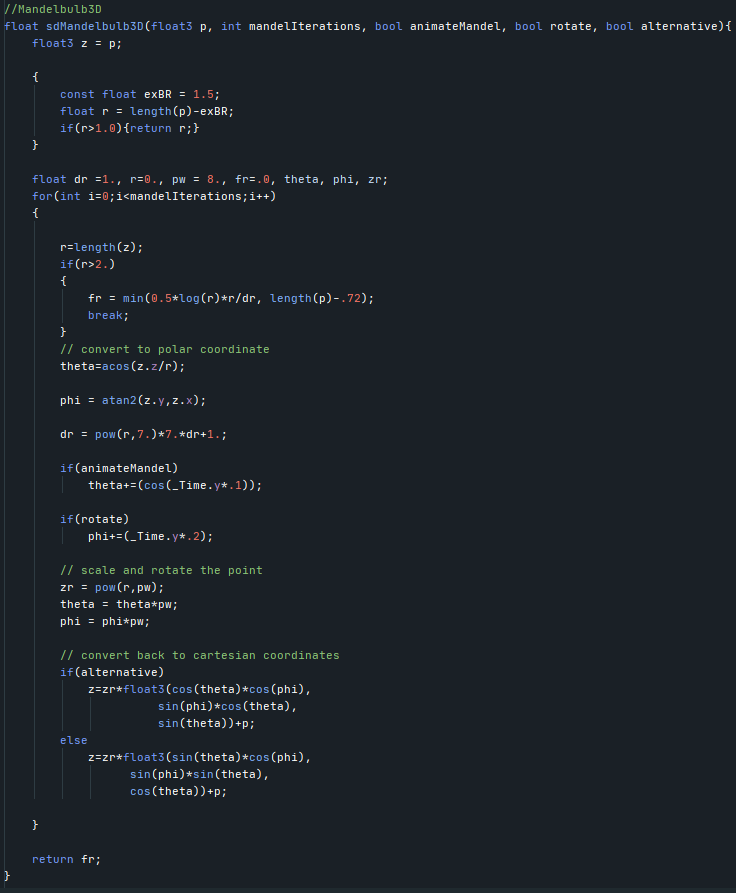 //Mandelbulb3D
float sdMandelbulb3D(float3 p, int mandelIterations, bool animateMandel, bool rotate, bool alternative){
    float3 z = p;

    {
        const float exBR = 1.5;
        float r = length(p)-exBR;
        if(r>1.0){return r;}
    }

    float dr =1., r=0., pw = 8., fr=.0, theta, phi, zr;
    for(int i=0;i<mandelIterations;i++)
    {

        r=length(z);
        if(r>2.)
        {
            fr = min(0.5*log(r)*r/dr, length(p)-.72);
            break;
        }
        // convert to polar coordinate
        theta=acos(z.z/r);

        phi = atan2(z.y,z.x);

        dr = pow(r,7.)*7.*dr+1.;

        if(animateMandel)
            theta+=(cos(_Time.y*.1));

        if(rotate)
            phi+=(_Time.y*.2);

        // scale and rotate the point
        zr = pow(r,pw);
        theta = theta*pw;
        phi = phi*pw;

        // convert back to cartesian coordinates
        if(alternative)
            z=zr*float3(cos(theta)*cos(phi),
                      sin(phi)*cos(theta),
                      sin(theta))+p;
        else
            z=zr*float3(sin(theta)*cos(phi),
                  sin(phi)*sin(theta),
                  cos(theta))+p;

    }

    return fr;
}